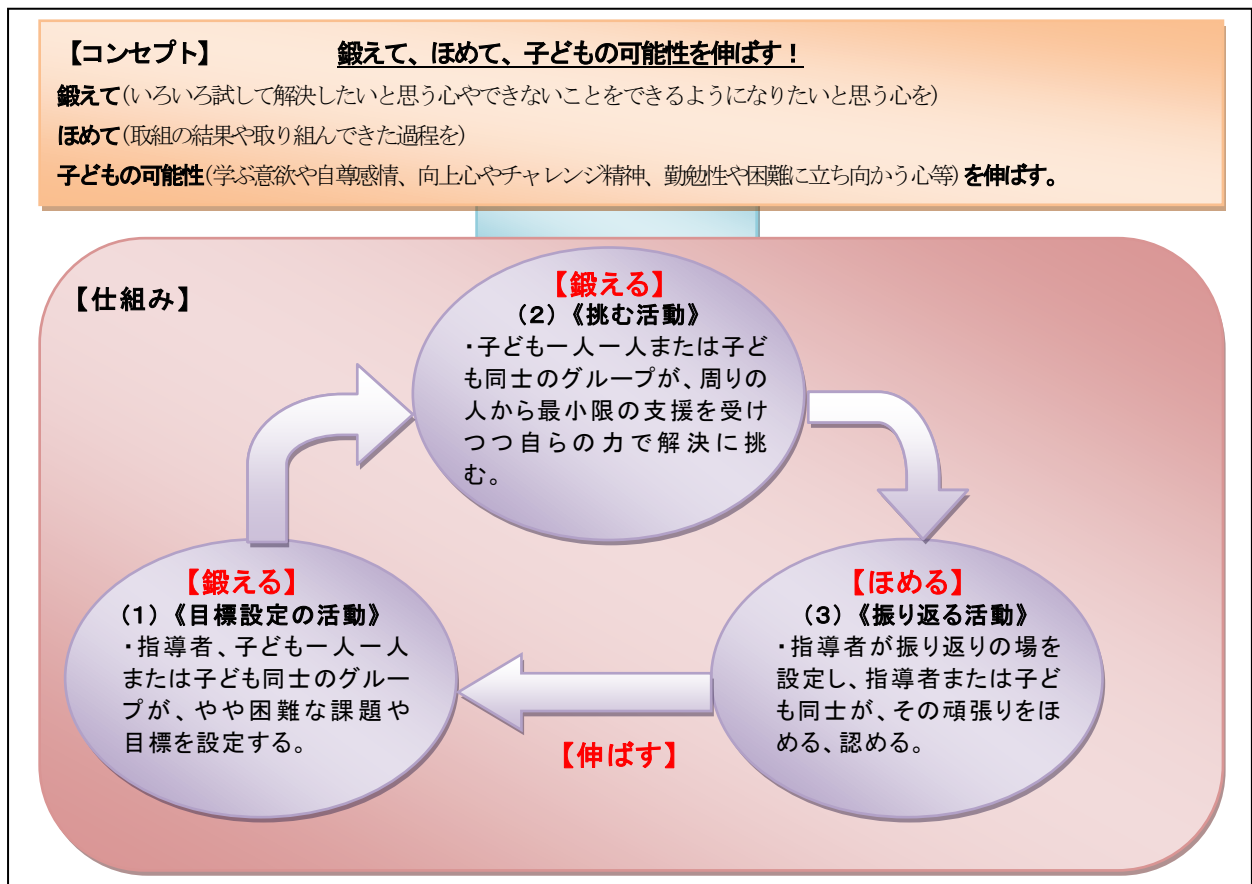 【コンセプト】 鍛えて、ほめて、子どもの可能性を伸ばす！
鍛えて(いろいろ試して解決したいと思う心やできないことをできるようになりたいと思う心を)
ほめて(取組の結果や取り組んできた過程を)
子どもの可能性(学ぶ意欲や自尊感情、向上心やチャレンジ精神、勤勉性や困難に立ち向かう心等)を伸ばす。
【仕組み】
【鍛える】
（２）《挑む活動》
・子ども一人一人または子ど
も同士のグループが、周りの
人から最小限の支援を受け
つつ自らの力で解決に挑
む。
【鍛える】
（１）《目標設定の活動》
・指導者、子ども一人一人
または子ども同士のグルー
プが、やや困難な課題や
目標を設定する。
【ほめる】
（３）《振り返る活動》
・指導者が振り返りの場を
設定し、指導者または子ど
も同士が、その頑張りをほ
める、認める。
【伸ばす】